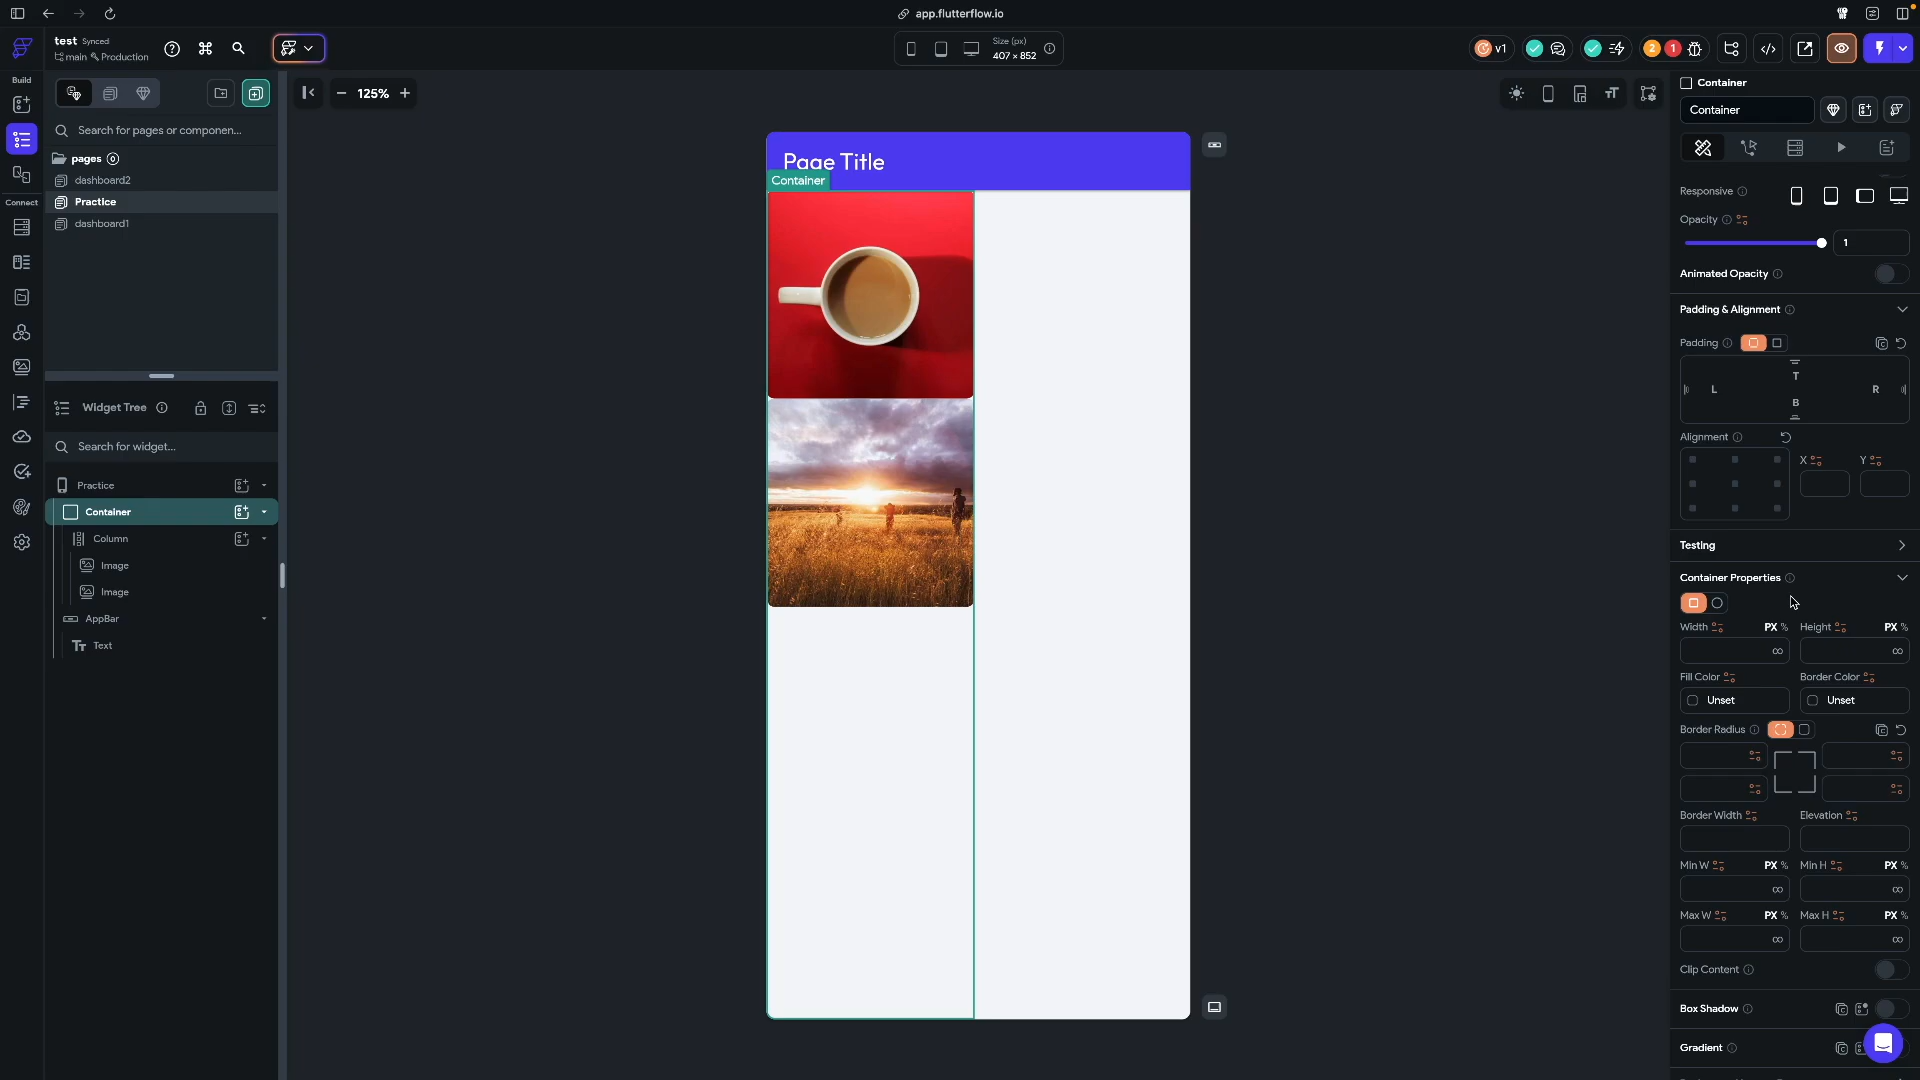 app.flutterflow.io
test Synced
main Production
Size (px)
407 × 852
v1
2
1
Build
Connect
Search for pages or componen...
pages 0
dashboard2
Practice
dashboard1
Widget Tree
Search for widget...
Practice
Container
Column
Image
Image
AppBar
Tt Text
125%
Page Title
Container
Container
Container
Responsive
Opacity
1
Animated Opacity
Padding & Alignment
Padding
T
L
R
B
Alignment
X
Y
Testing
Container Properties
Width PX % Height PX %
∞ ∞
Fill Color Border Color
Unset Unset
Border Radius
Border Width Elevation
Min W PX % Min H PX %
∞ ∞
Max W PX % Max H PX %
∞ ∞
Clip Content
Box Shadow
Gradient